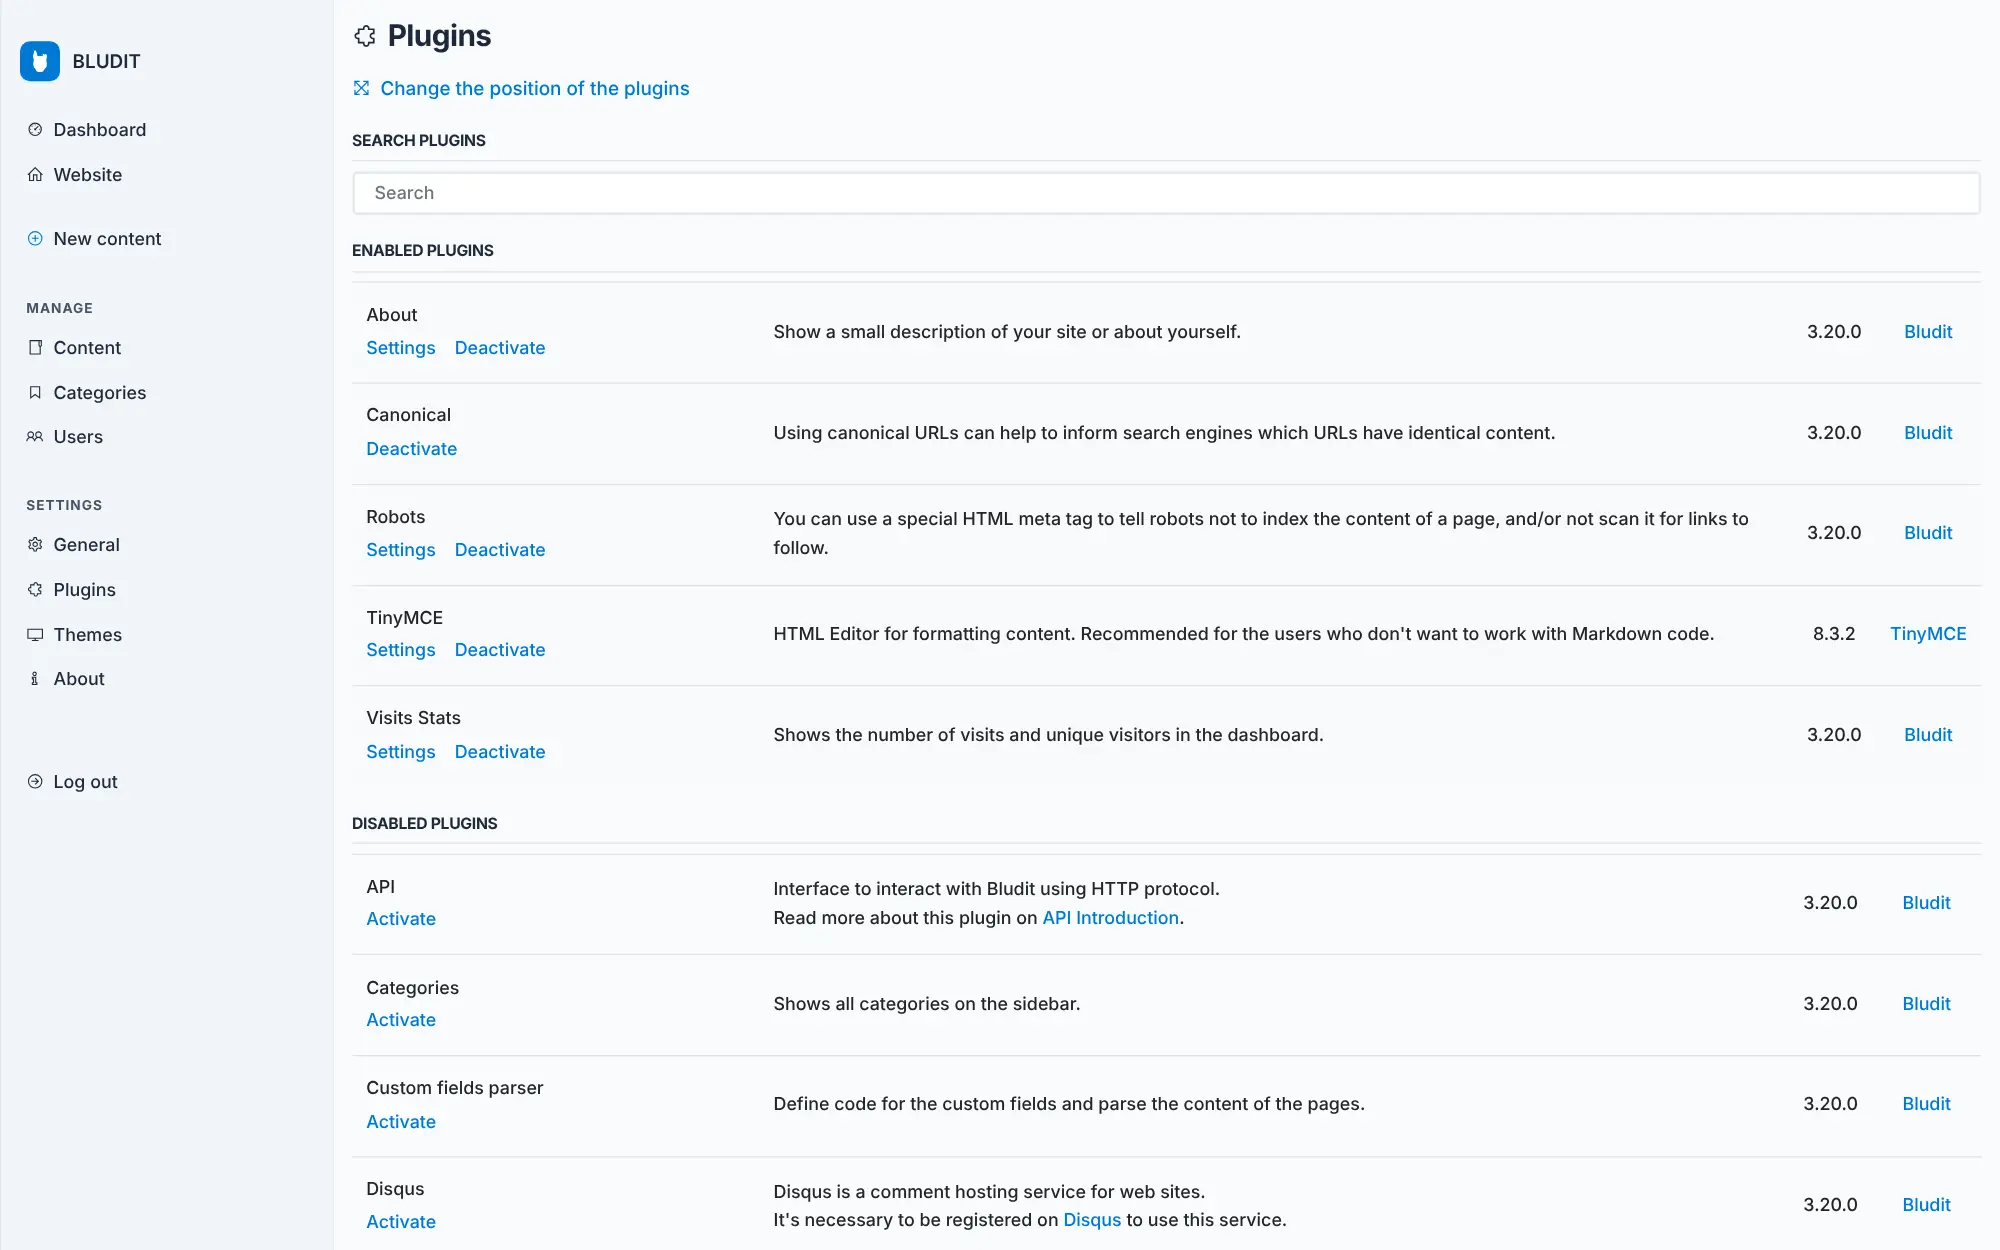 BLUDIT
Dashboard
Website
New content
MANAGE
Content
Categories
Users
SETTINGS
General
Plugins
Themes
About
Log out
Plugins
Change the position of the plugins
SEARCH PLUGINS
Search
ENABLED PLUGINS
About
Settings Deactivate
Show a small description of your site or about yourself.
3.20.0
Bludit
Canonical
Deactivate
Using canonical URLs can help to inform search engines which URLs have identical content.
3.20.0
Bludit
Robots
Settings Deactivate
You can use a special HTML meta tag to tell robots not to index the content of a page, and/or not scan it for links to
follow.
3.20.0
Bludit
TinyMCE
Settings Deactivate
HTML Editor for formatting content. Recommended for the users who don't want to work with Markdown code.
8.3.2
TinyMCE
Visits Stats
Settings Deactivate
Shows the number of visits and unique visitors in the dashboard.
3.20.0
Bludit
DISABLED PLUGINS
API
Activate
Interface to interact with Bludit using HTTP protocol.
Read more about this plugin on API Introduction.
3.20.0
Bludit
Categories
Activate
Shows all categories on the sidebar.
3.20.0
Bludit
Custom fields parser
Activate
Define code for the custom fields and parse the content of the pages.
3.20.0
Bludit
Disqus
Activate
Disqus is a comment hosting service for web sites.
It's necessary to be registered on Disqus to use this service.
3.20.0
Bludit